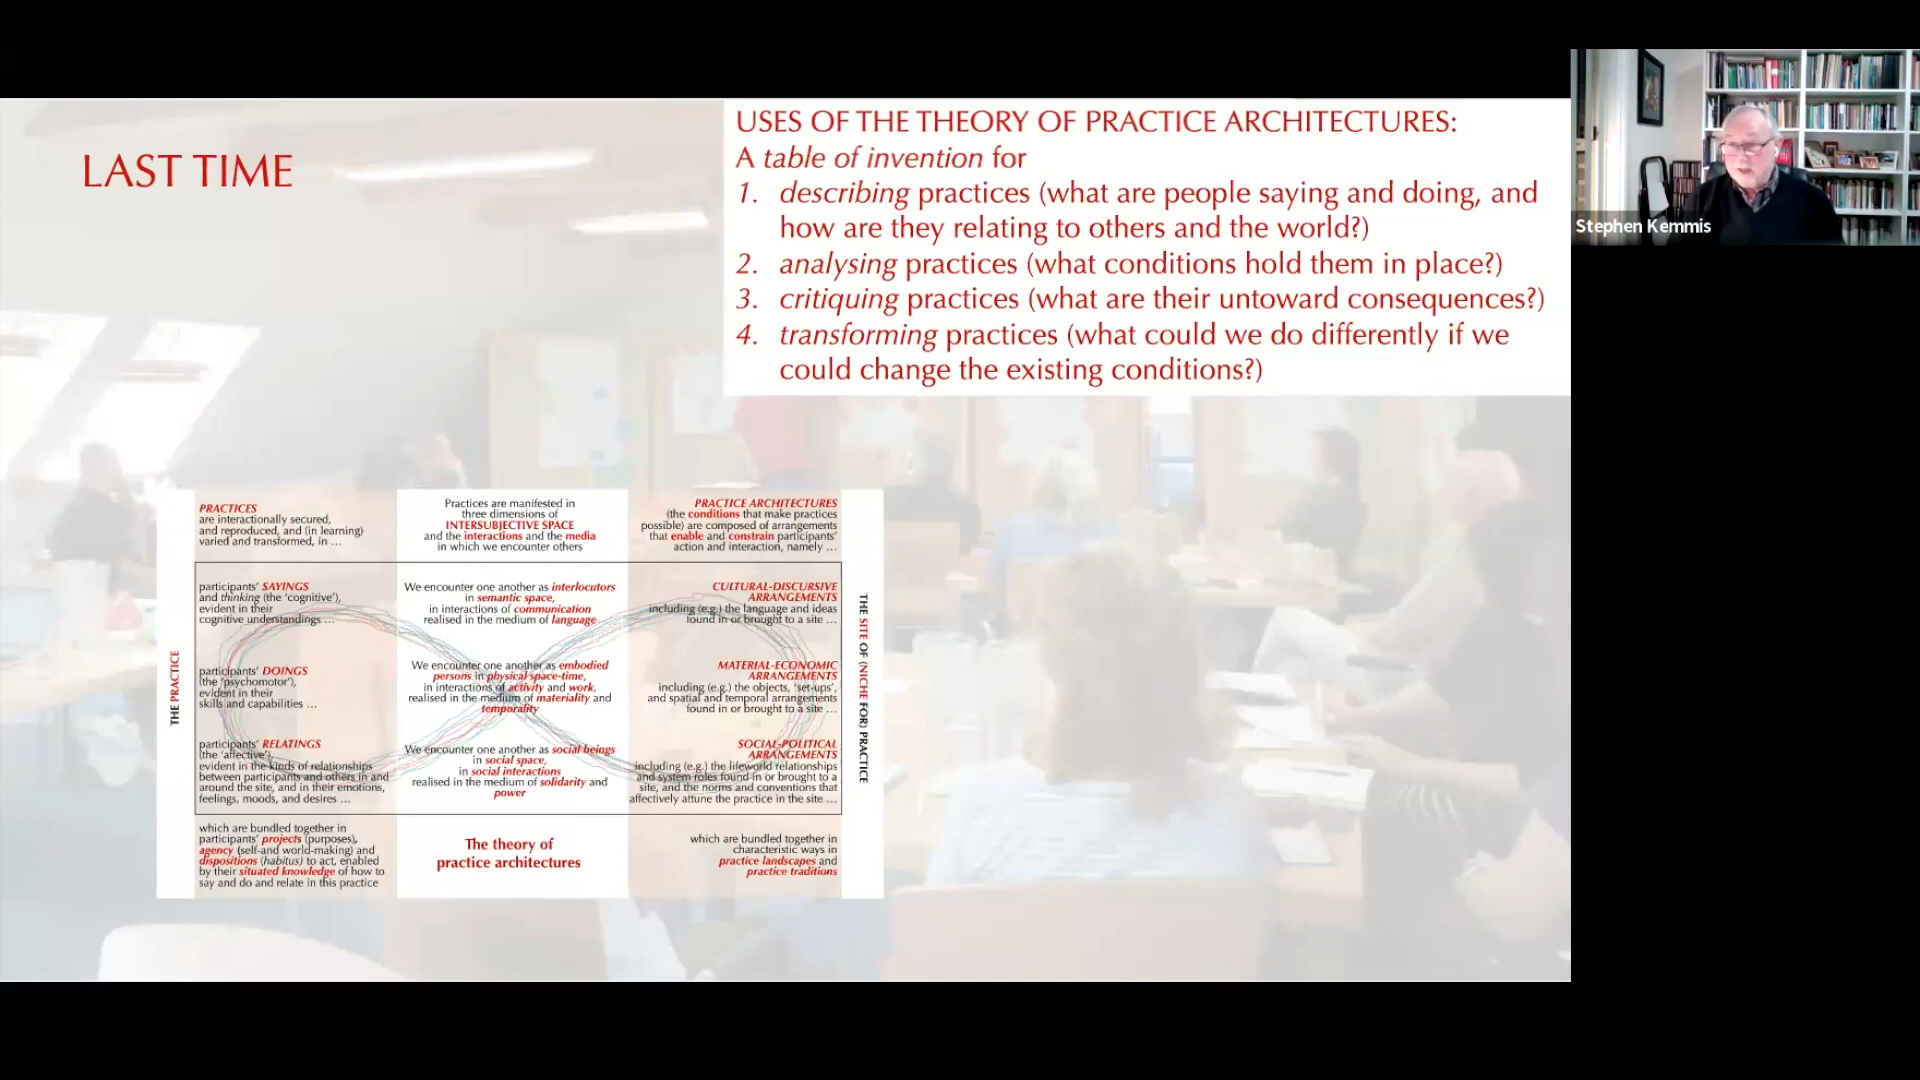 LAST TIME
USES OF THE THEORY OF PRACTICE ARCHITECTURES:
A table of invention for
1. describing practices (what are people saying and doing, and
how are they relating to others and the world?)
2. analysing practices (what conditions hold them in place?)
3. critiquing practices (what are their untoward consequences?)
4. transforming practices (what could we do differently if we
could change the existing conditions?)
Stephen Kemmis
THE PRACTICE
PRACTICES
are interactionally secured,
and reproduced, and (in learning)
varied and transformed, in ...
Practices are manifested in
three dimensions of
INTERSUBJECTIVE SPACE
and the interactions and the media
in which we encounter others
PRACTICE ARCHITECTURES
(the conditions that make practices
possible) are composed of arrangements
that enable and constrain participants'
action and interaction, namely ...
participants' SAYINGS
and thinking (the 'cognitive'),
evident in their
cognitive understandings ...
We encounter one another as interlocutors
in semantic space,
in interactions of communication
realised in the medium of language
CULTURAL-DISCURSIVE
ARRANGEMENTS
including (e.g.) the language and ideas
found in or brought to a site ...
participants' DOINGS
(the 'psychomotor'),
evident in their
skills and capabilities ...
We encounter one another as embodied
persons in physical space-time,
in interactions of activity and work,
realised in the medium of materiality and
temporality
MATERIAL-ECONOMIC
ARRANGEMENTS
including (e.g.) the objects, 'set-ups',
and spatial and temporal arrangements
found in or brought to a site ...
participants' RELATINGS
(the 'affective'),
evident in the kinds of relationships
between participants and others in and
around the site, and in their emotions,
feelings, moods, and desires ...
We encounter one another as social beings
in social space,
in social interactions
realised in the medium of solidarity and
power
SOCIAL-POLITICAL
ARRANGEMENTS
including (e.g.) the lifeworld relationships
and system roles found in or brought to a
site, and the norms and conventions that
affectively attune the practice in the site ...
which are bundled together in
participants' projects (purposes),
agency (self-and world-making) and
dispositions (habitus) to act, enabled
by their situated knowledge of how to
say and do and relate in this practice
The theory of
practice architectures
which are bundled together in
characteristic ways in
practice landscapes and
practice traditions
THE SITE OF (NICHE FOR) PRACTICE